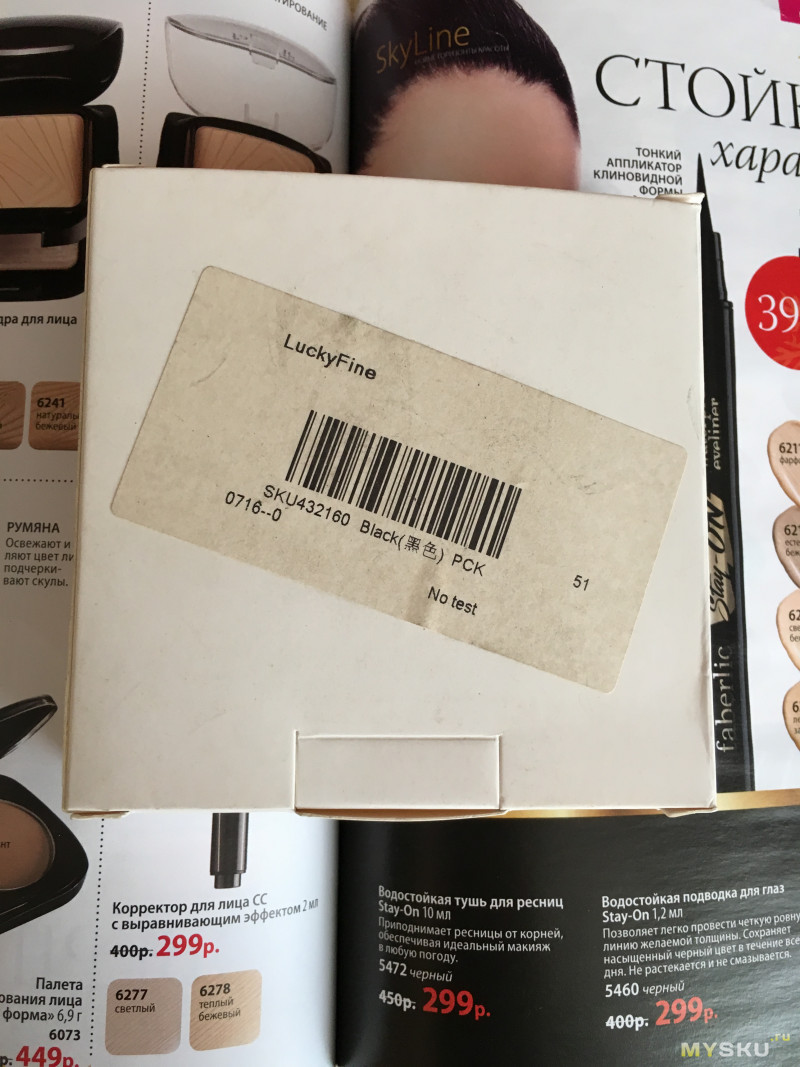 SkyLine
СТОЙК
ТОНКИЙ
АППЛИКАТОР
КЛИНОВИДНОЙ
ФОРМЫ
хара
39
дра для лица
6241
натураль
бежевый
РУМЯНА
Освежают и
ляют цвет ли
подчерки-
вают скулы.
LuckyFine
SKU432160 Black(黑色) PCK
0716--0
51
No test
eyeliner
Stay-ON
faberlic
6211
фарф
62
Корректор для лица CC
с выравнивающим эффектом 2 мл
400р. 299р.
6277
светлый
6278
теплый
бежевый
Палета
ования лица
форма» 6,9 г
6073
р. 449р.
Водостойкая тушь для ресниц
Stay-On 10 мл
Приподнимает ресницы от корней,
обеспечивая идеальный макияж
в любую погоду.
5472 черный
450р. 299р.
Водостойкая подводка для глаз
Stay-On 1,2 мл
Позволяет легко провести четкую ровну
линию желаемой толщины. Сохраняет
насыщенный черный цвет в течение все
дня. Не растекается и не смазывается.
5460 черный
400р. 299р.
MYSKU.ru